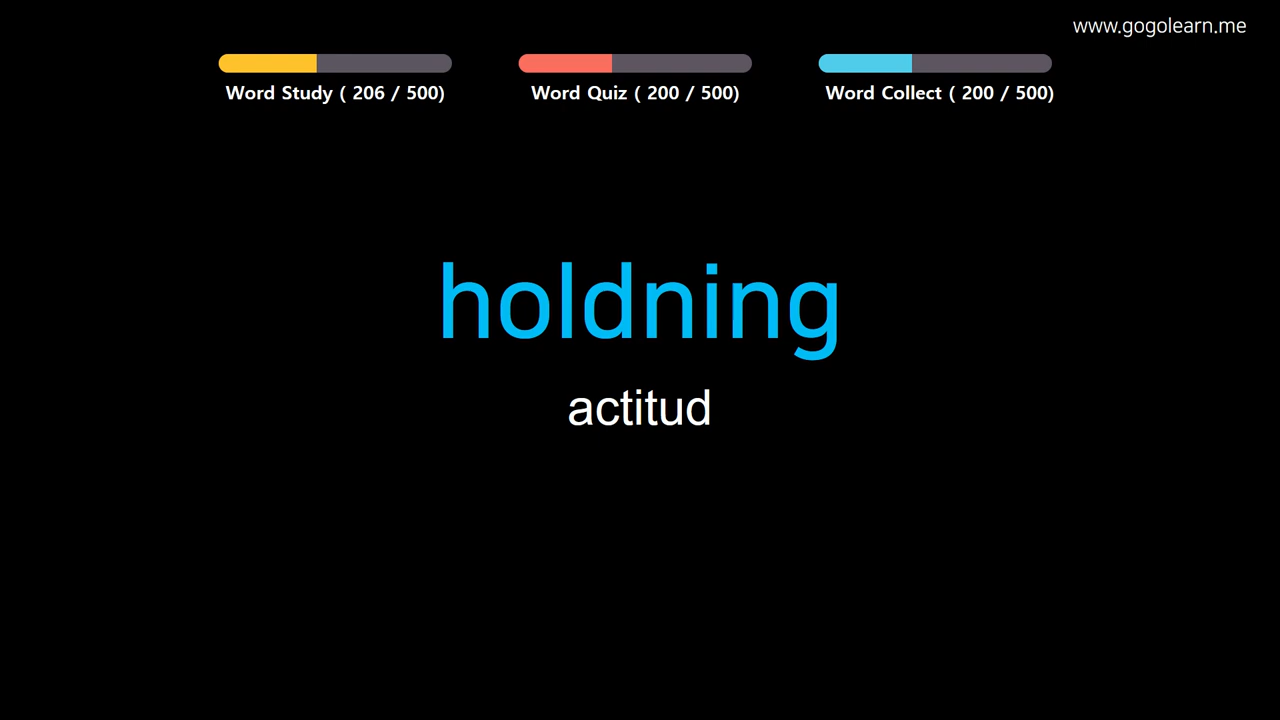 www.gogolearn.me
Word Study ( 206 / 500)
Word Quiz ( 200 / 500)
Word Collect ( 200 / 500)
holdning
actitud